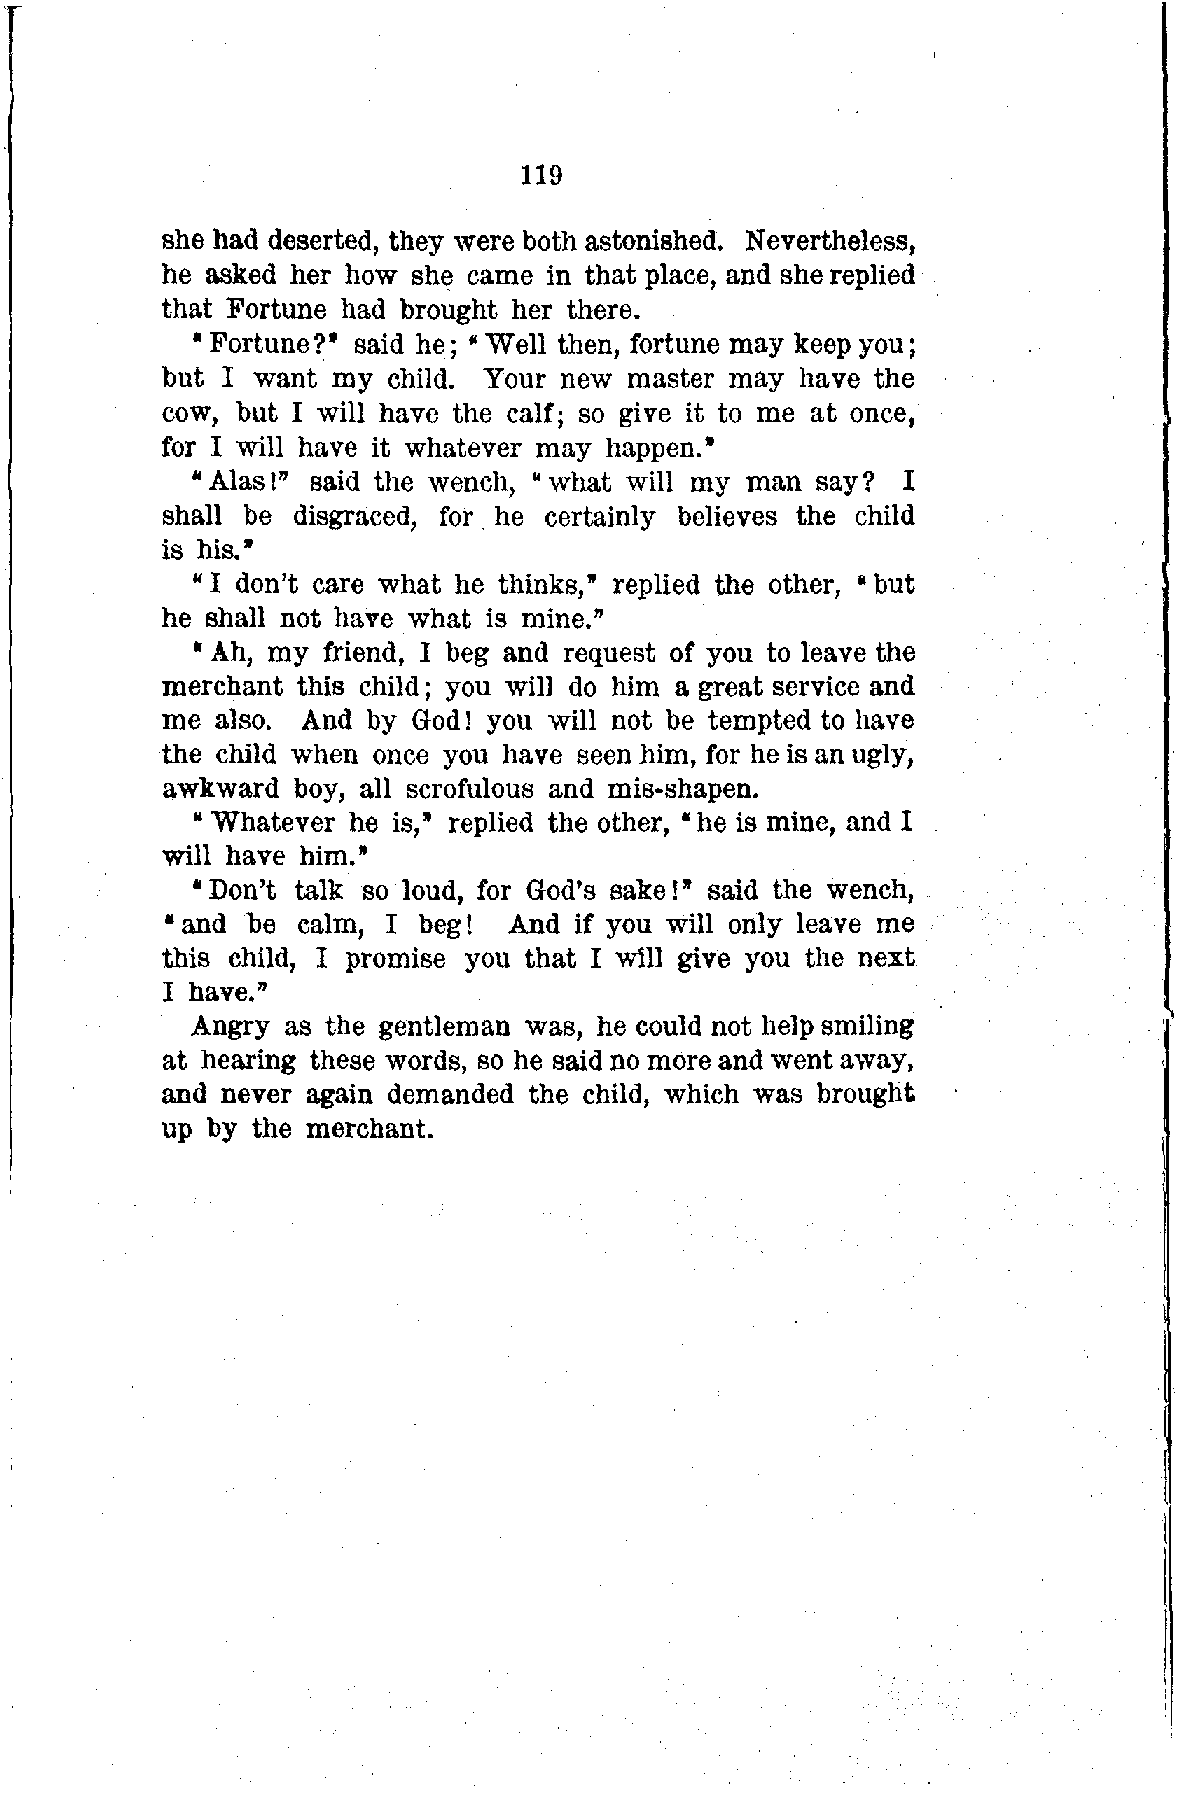 119
she had deserted, they were both astonished. Nevertheless,
he asked her how she came in that place, and she replied
that Fortune had brought her there.
"Fortune?" said he; "Well then, fortune may keep you;
but I want my child. Your new master may have the
cow, but I will have the calf; so give it to me at once,
for I will have it whatever may happen."
"Alas!" said the wench, "what will my man say? I
shall be disgraced, for he certainly believes the child
is his."
"I don't care what he thinks," replied the other, "but
he shall not have what is mine."
"Ah, my friend, I beg and request of you to leave the
merchant this child; you will do him a great service and
me also. And by God! you will not be tempted to have
the child when once you have seen him, for he is an ugly,
awkward boy, all scrofulous and mis-shapen.
"Whatever he is," replied the other, "he is mine, and I
will have him."
"Don't talk so loud, for God's sake!" said the wench,
"and be calm, I beg! And if you will only leave me
this child, I promise you that I will give you the next
I have."
Angry as the gentleman was, he could not help smiling
at hearing these words, so he said no more and went away,
and never again demanded the child, which was brought
up by the merchant.